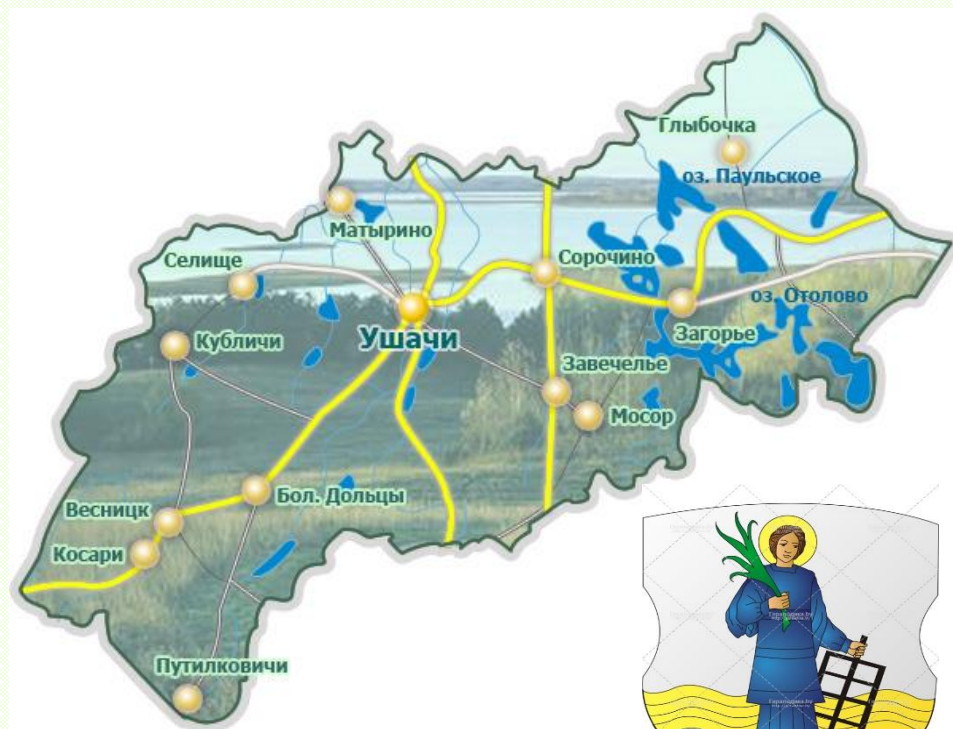 Глыбочка
оз. Паульское
Матырино
Селище
Сорочино
оз. Отолово
Кубличи
Ушачи
Загорье
Завечелье
Мосор
Бол. Дольцы
Весницк
Косари
Путилковичи